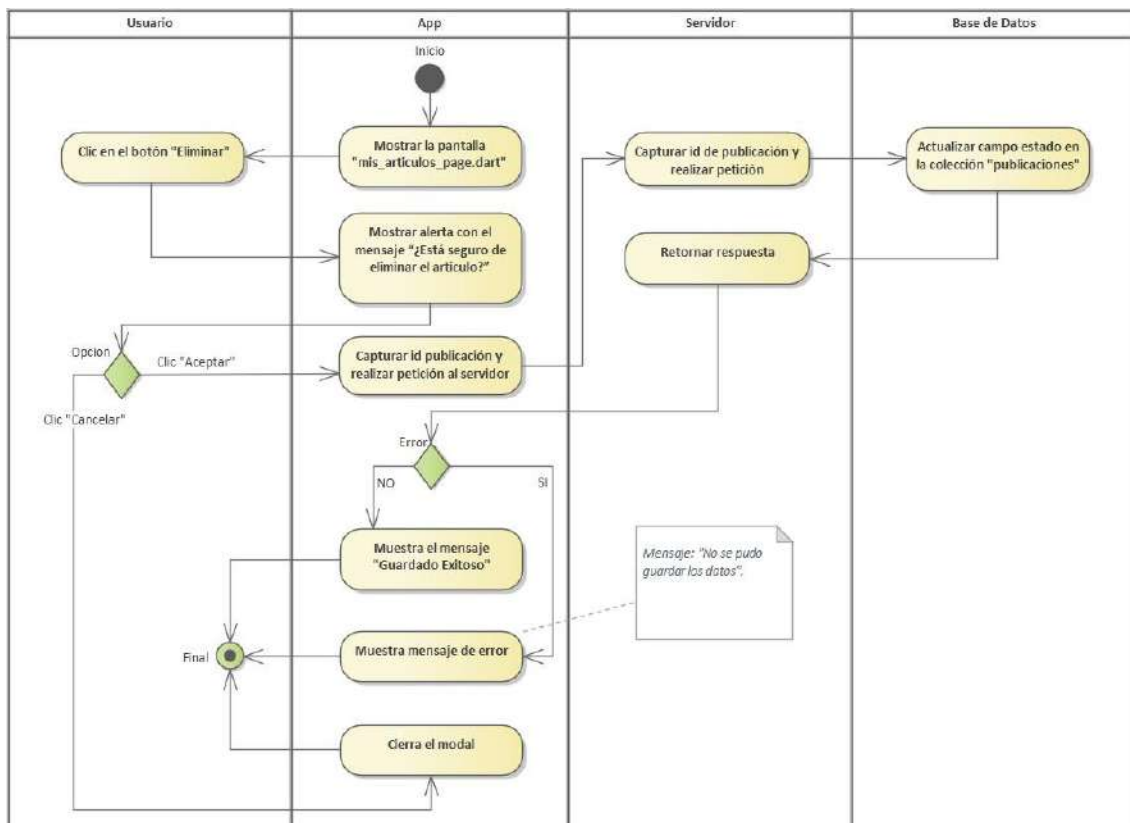 Usuario
App
Servidor
Base de Datos
Inicio
Clic en el botón "Eliminar"
Mostrar la pantalla
"mis_articulos_page.dart"
Capturar id de publicación y
realizar petición
Actualizar campo estado en
la colección "publicaciones"
Mostrar alerta con el
mensaje "¿Está seguro de
eliminar el artículo?"
Retornar respuesta
Opcion
Clic "Aceptar"
Capturar id publicación y
realizar petición al servidor
Clic "Cancelar"
Error
NO
SI
Muestra el mensaje
"Guardado Exitoso"
Mensaje: "No se pudo
guardar los datos".
Final
Muestra mensaje de error
Cierra el modal